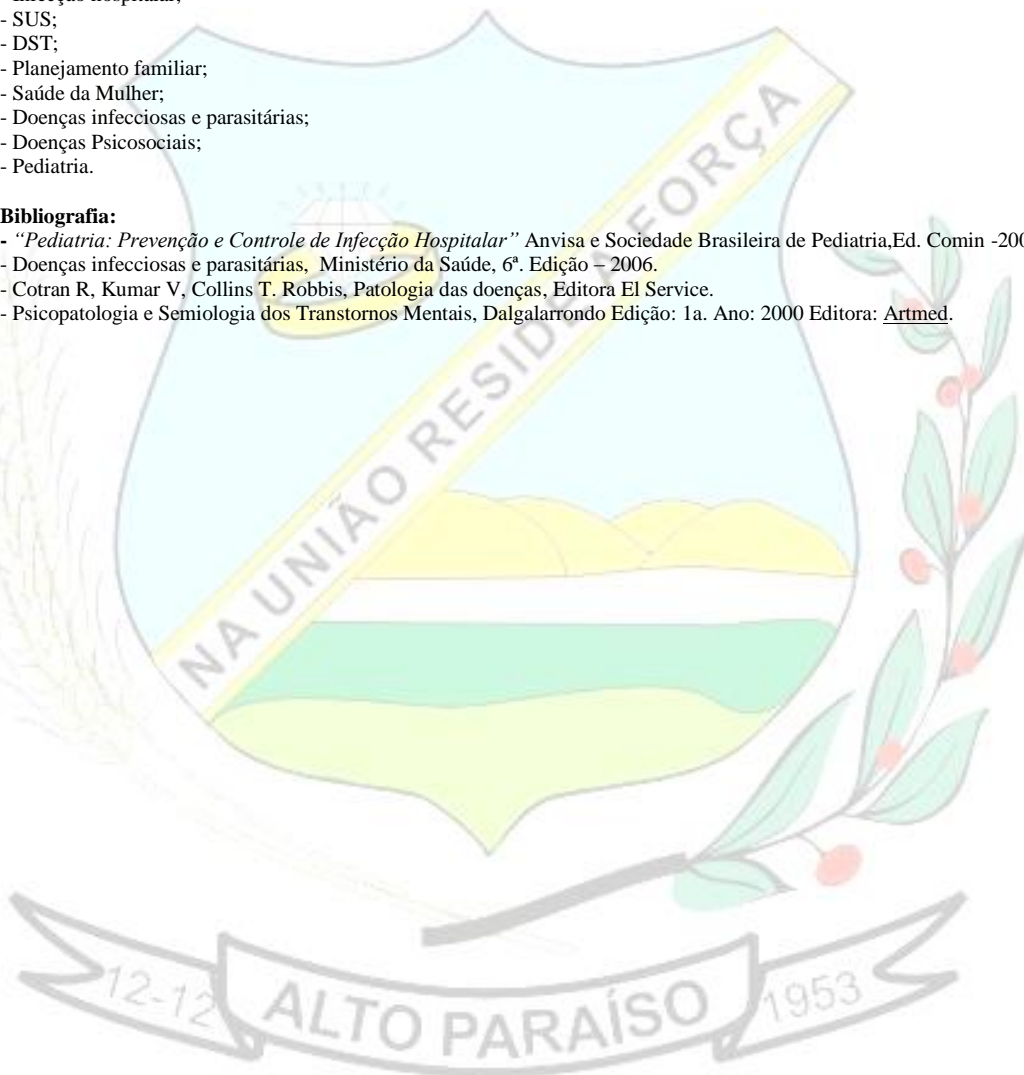 - SUS;
- DST;
- Planejamento familiar;
- Saúde da Mulher;
- Doenças infecciosas e parasitárias;
- Doenças Psicosociais;
- Pediatria.
Bibliografia:
- “Pediatria: Prevenção e Controle de Infecção Hospitalar” Anvisa e Sociedade Brasileira de Pediatria,Ed. Comin
- Doenças infecciosas e parasitárias, Ministério da Saúde, 6ª. Edição – 2006.
- Cotran R, Kumar V, Collins T. Robbis, Patologia das doenças, Editora El Service.
- Psicopatologia e Semiologia dos Transtornos Mentais, Dalgalarrondo Edição: 1a. Ano: 2000 Editora: Artmed.
NA UNIÃO RESIDE A FORÇA
12-12 ALTO PARAÍSO 1953